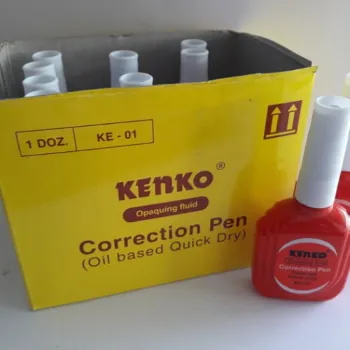 1 DOZ. KE - 01
KENKO®
Opaquing fluid
Correction Pen
(Oil based Quick Dry)
KENKO
Correction Pen